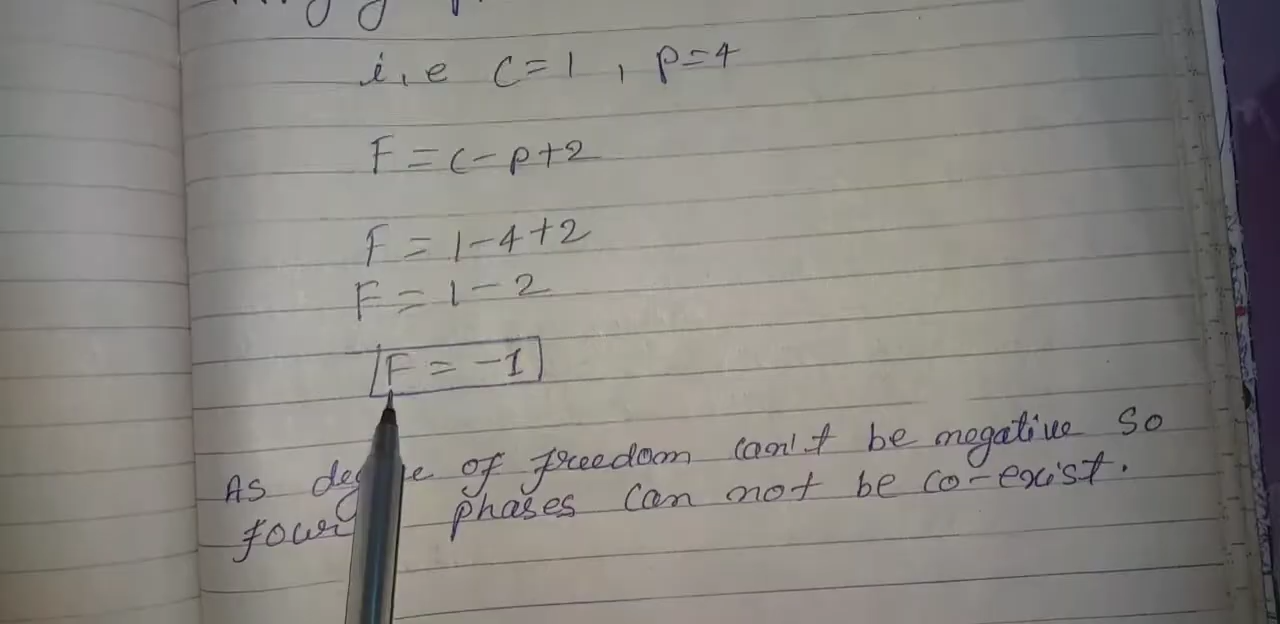 i,e C=1, P=4
F=C-P+2
F = 1-4+2
F = 1-2
F = -1
As degree of freedom can't be negative so
four phases can not be co-exist.